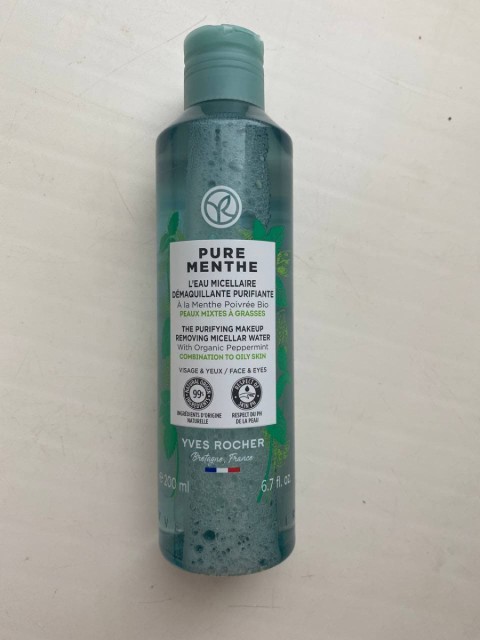 PURE
MENTHE
L'EAU MICELLAIRE
DÉMAQUILLANTE PURIFIANTE
À la Menthe Poivrée Bio
PEAUX MIXTES À GRASSES
THE PURIFYING MAKEUP
REMOVING MICELLAR WATER
With Organic Peppermint
COMBINATION TO OILY SKIN
VISAGE & YEUX / FACE & EYES
99%
INGRÉDIENTS D'ORIGINE
NATURELLE
RESPECT DU PH
DE LA PEAU
YVES ROCHER
Bretagne, France
200 ml
6.7 fl. oz